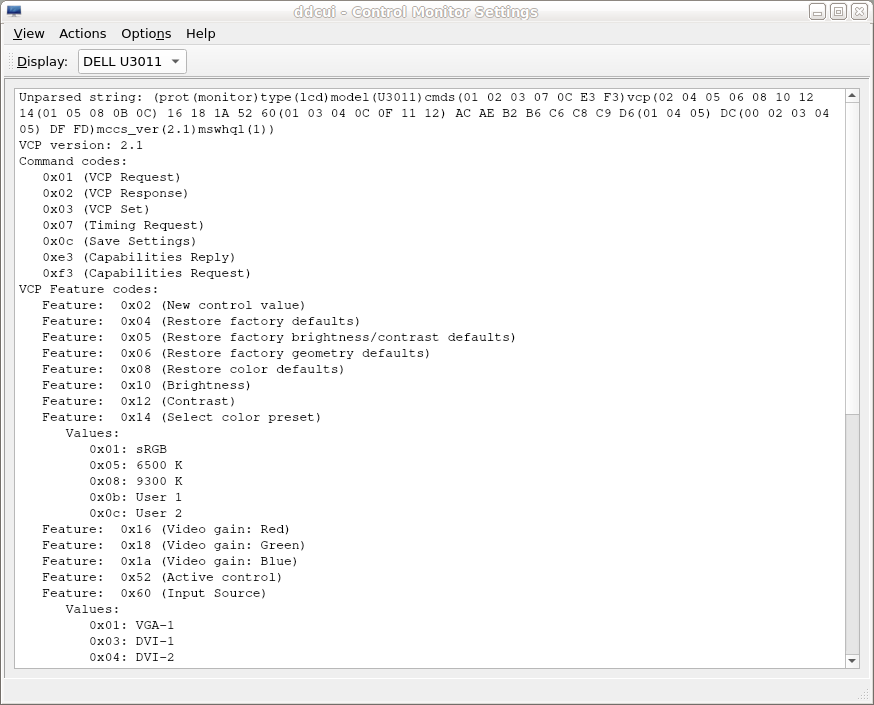 ddcui - Control Monitor Settings
View Actions Options Help
Display: DELL U3011
Unparsed string: (prot(monitor)type(lcd)model(U3011)cmds(01 02 03 07 0C E3 F3)vcp(02 04 05 06 08 10 12
14(01 05 08 0B 0C) 16 18 1A 52 60(01 03 04 0C 0F 11 12) AC AE B2 B6 C6 C8 C9 D6(01 04 05) DC(00 02 03 04
05) DF FD)mccs_ver(2.1)mswhql(1))
VCP version: 2.1
Command codes:
0x01 (VCP Request)
0x02 (VCP Response)
0x03 (VCP Set)
0x07 (Timing Request)
0x0c (Save Settings)
0xe3 (Capabilities Reply)
0xf3 (Capabilities Request)
VCP Feature codes:
Feature: 0x02 (New control value)
Feature: 0x04 (Restore factory defaults)
Feature: 0x05 (Restore factory brightness/contrast defaults)
Feature: 0x06 (Restore factory geometry defaults)
Feature: 0x08 (Restore color defaults)
Feature: 0x10 (Brightness)
Feature: 0x12 (Contrast)
Feature: 0x14 (Select color preset)
Values:
0x01: sRGB
0x05: 6500 K
0x08: 9300 K
0x0b: User 1
0x0c: User 2
Feature: 0x16 (Video gain: Red)
Feature: 0x18 (Video gain: Green)
Feature: 0x1a (Video gain: Blue)
Feature: 0x52 (Active control)
Feature: 0x60 (Input Source)
Values:
0x01: VGA-1
0x03: DVI-1
0x04: DVI-2